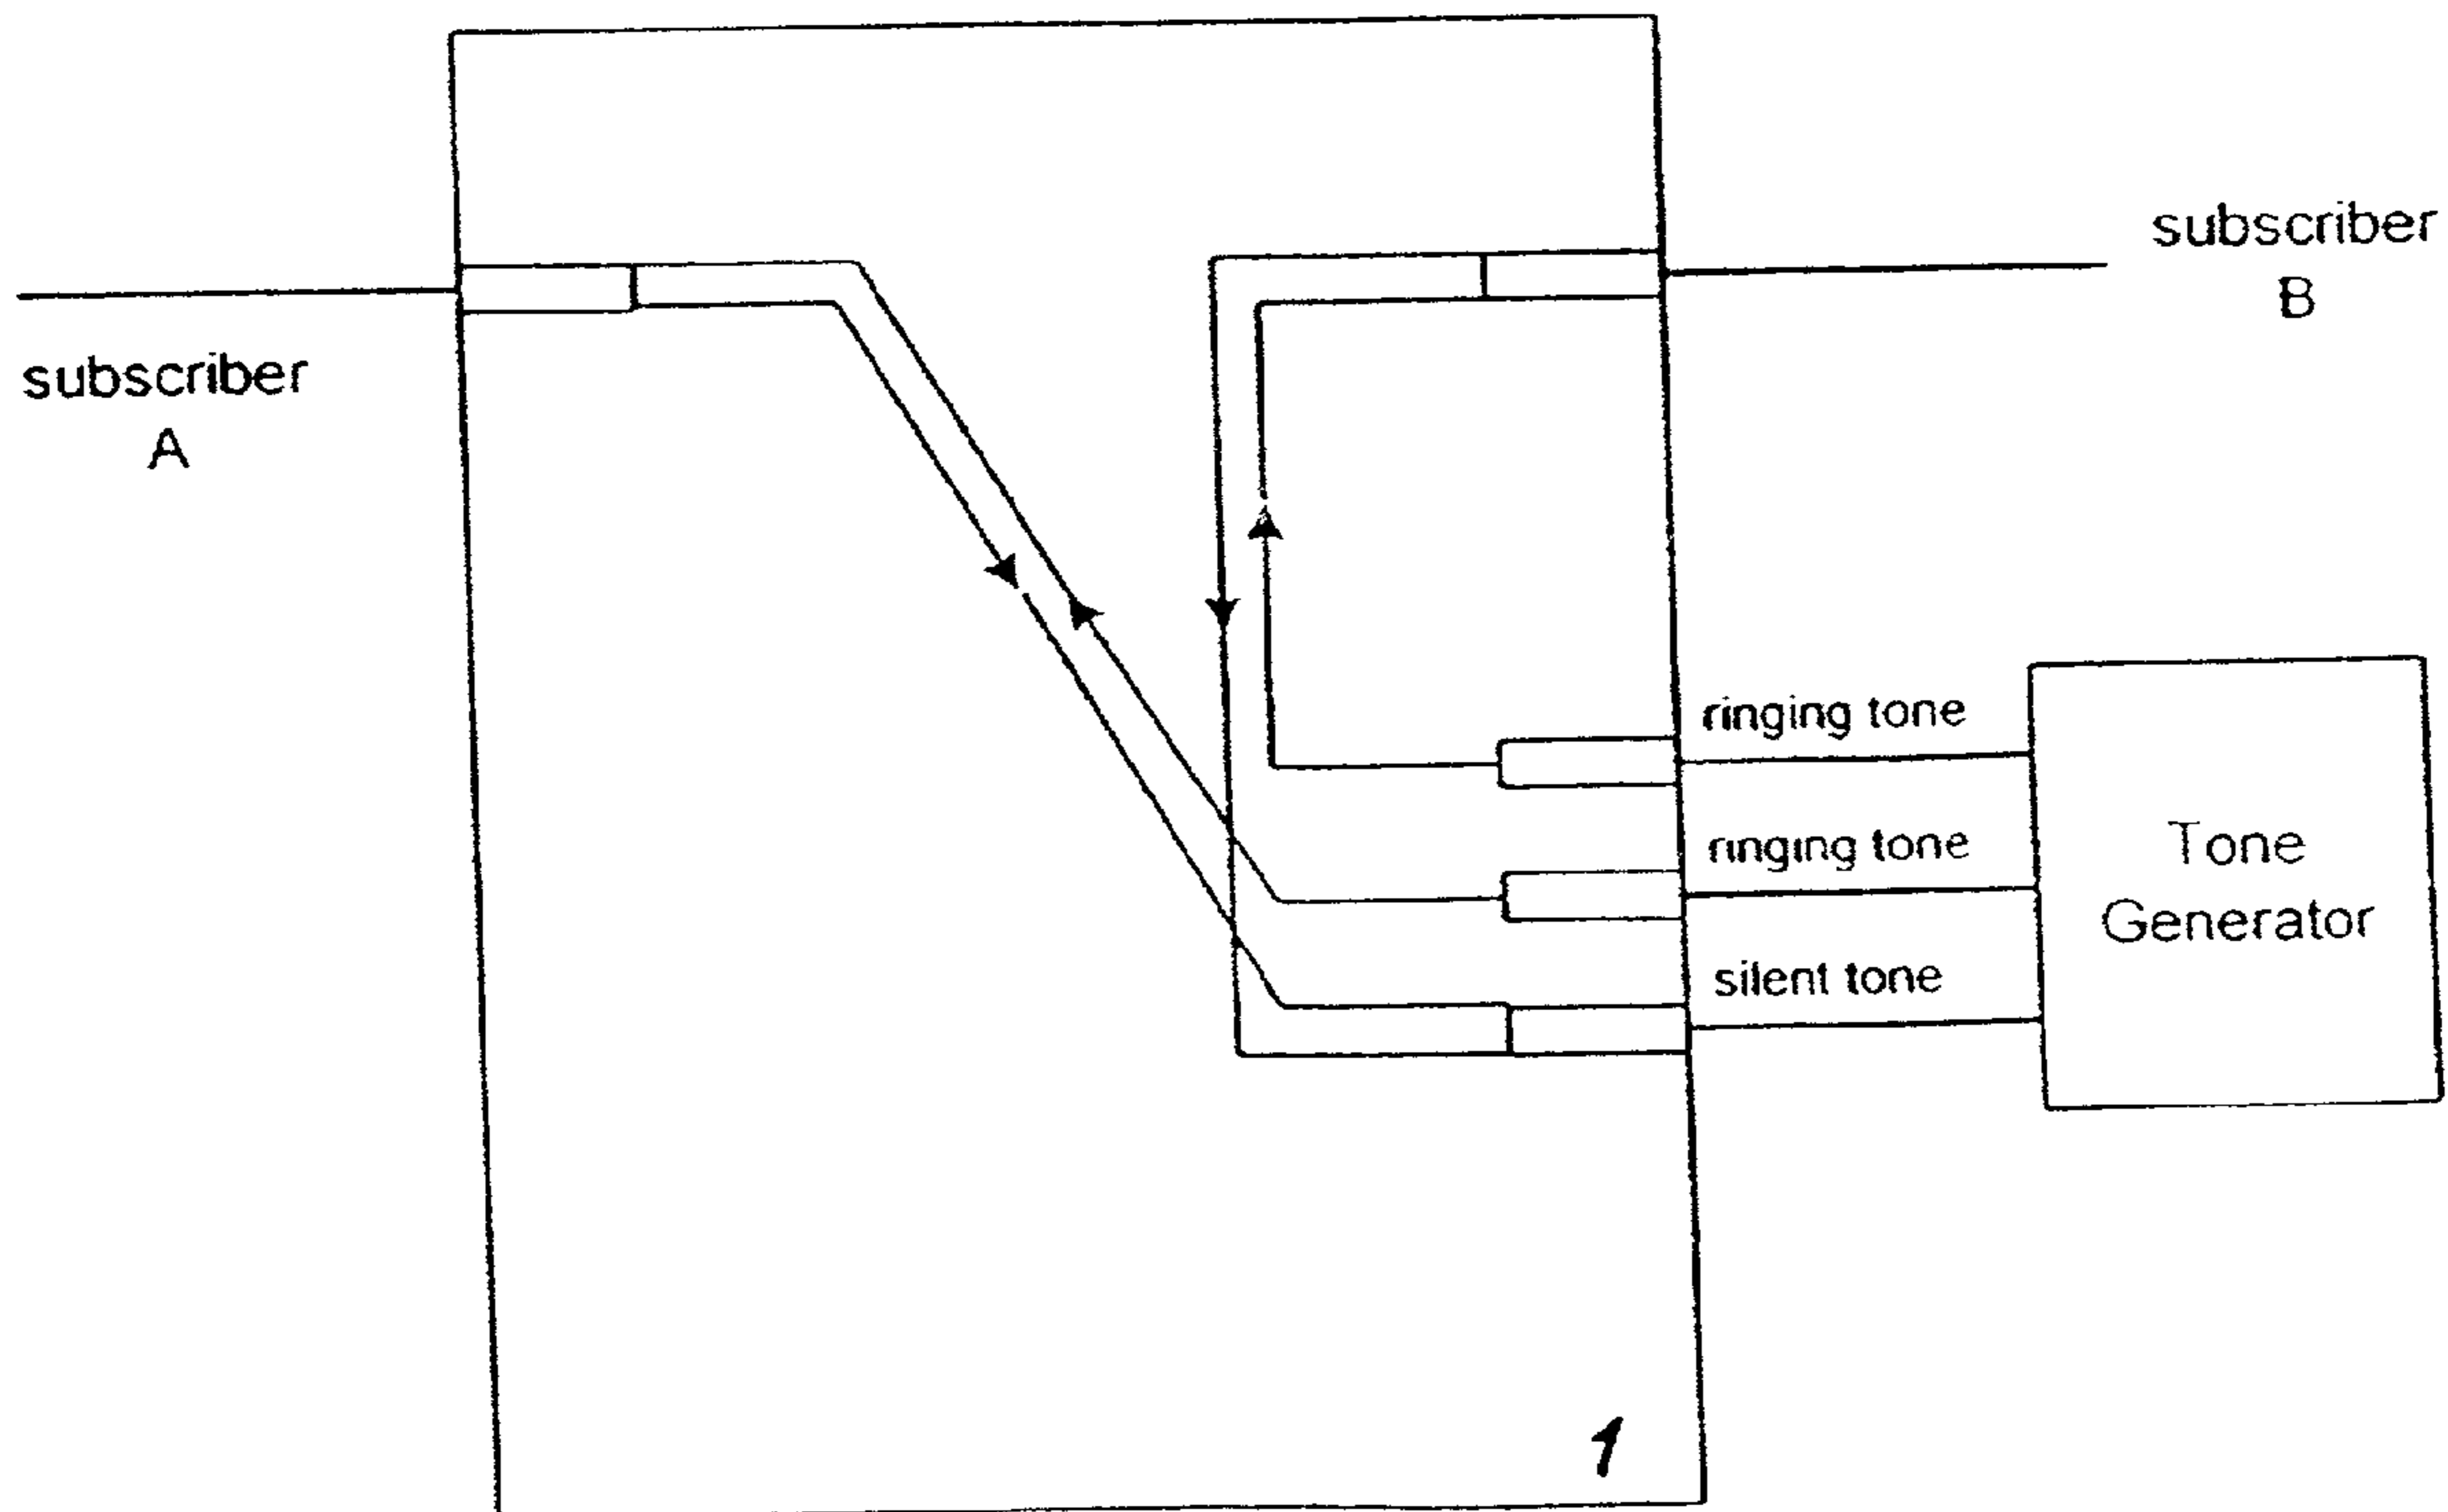 subscriber
A
subscriber
B
ringing tone
ringing tone
silent tone
Tone
Generator
1